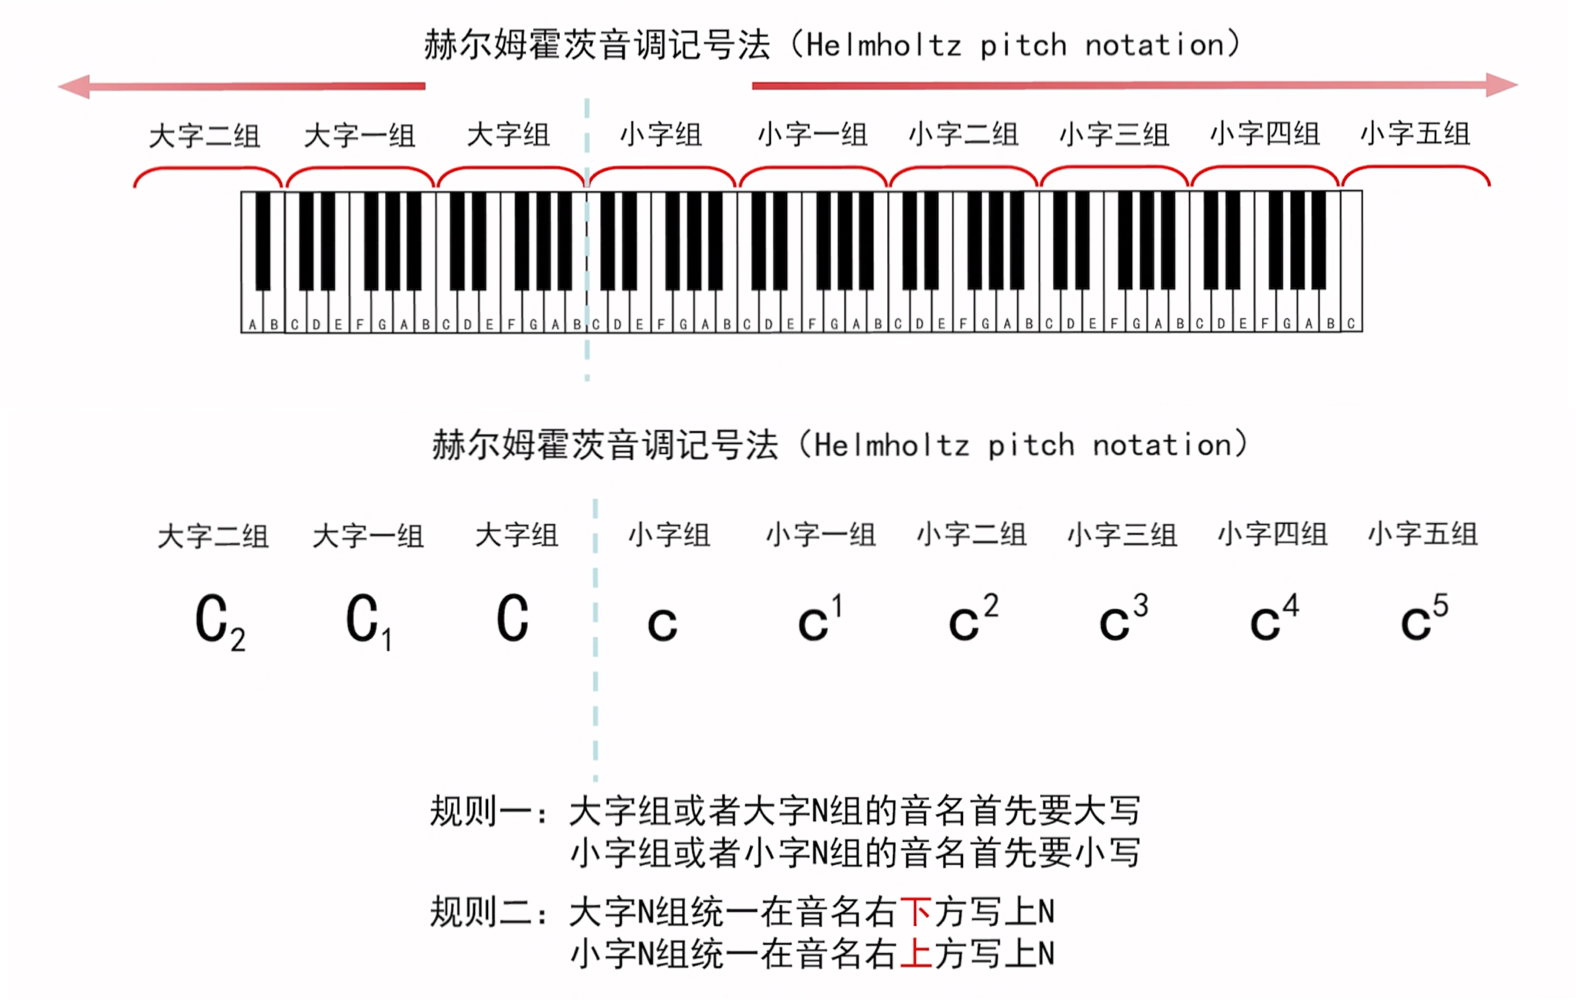 赫尔姆霍茨音调记号法（Helmholtz pitch notation）
大字二组 大字一组 大字组 小字组 小字一组 小字二组 小字三组 小字四组 小字五组
A B C D E F G A B C D E F G A B C D E F G A B C D E F G A B C D E F G A B C D E F G A B C D E F G A B C
赫尔姆霍茨音调记号法（Helmholtz pitch notation）
大字二组 大字一组 大字组 小字组 小字一组 小字二组 小字三组 小字四组 小字五组
C₂ C₁ C c c¹ c² c³ c⁴ c⁵
规则一：大字组或者大字N组的音名首先要大写
小字组或者小字N组的音名首先要小写
规则二：大字N组统一在音名右下方写上N
小字N组统一在音名右上方写上N